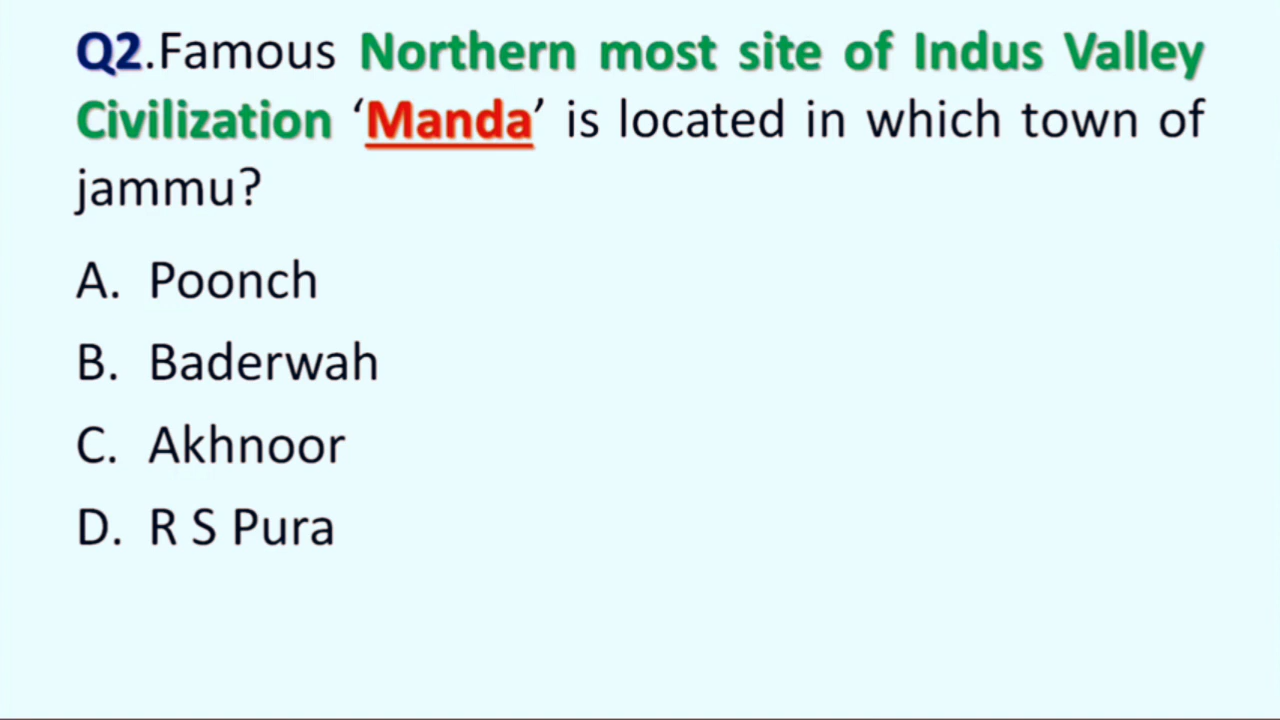 Q2.Famous Northern most site of Indus Valley
Civilization ‘Manda’ is located in which town of
jammu?
A. Poonch
B. Baderwah
C. Akhnoor
D. R S Pura